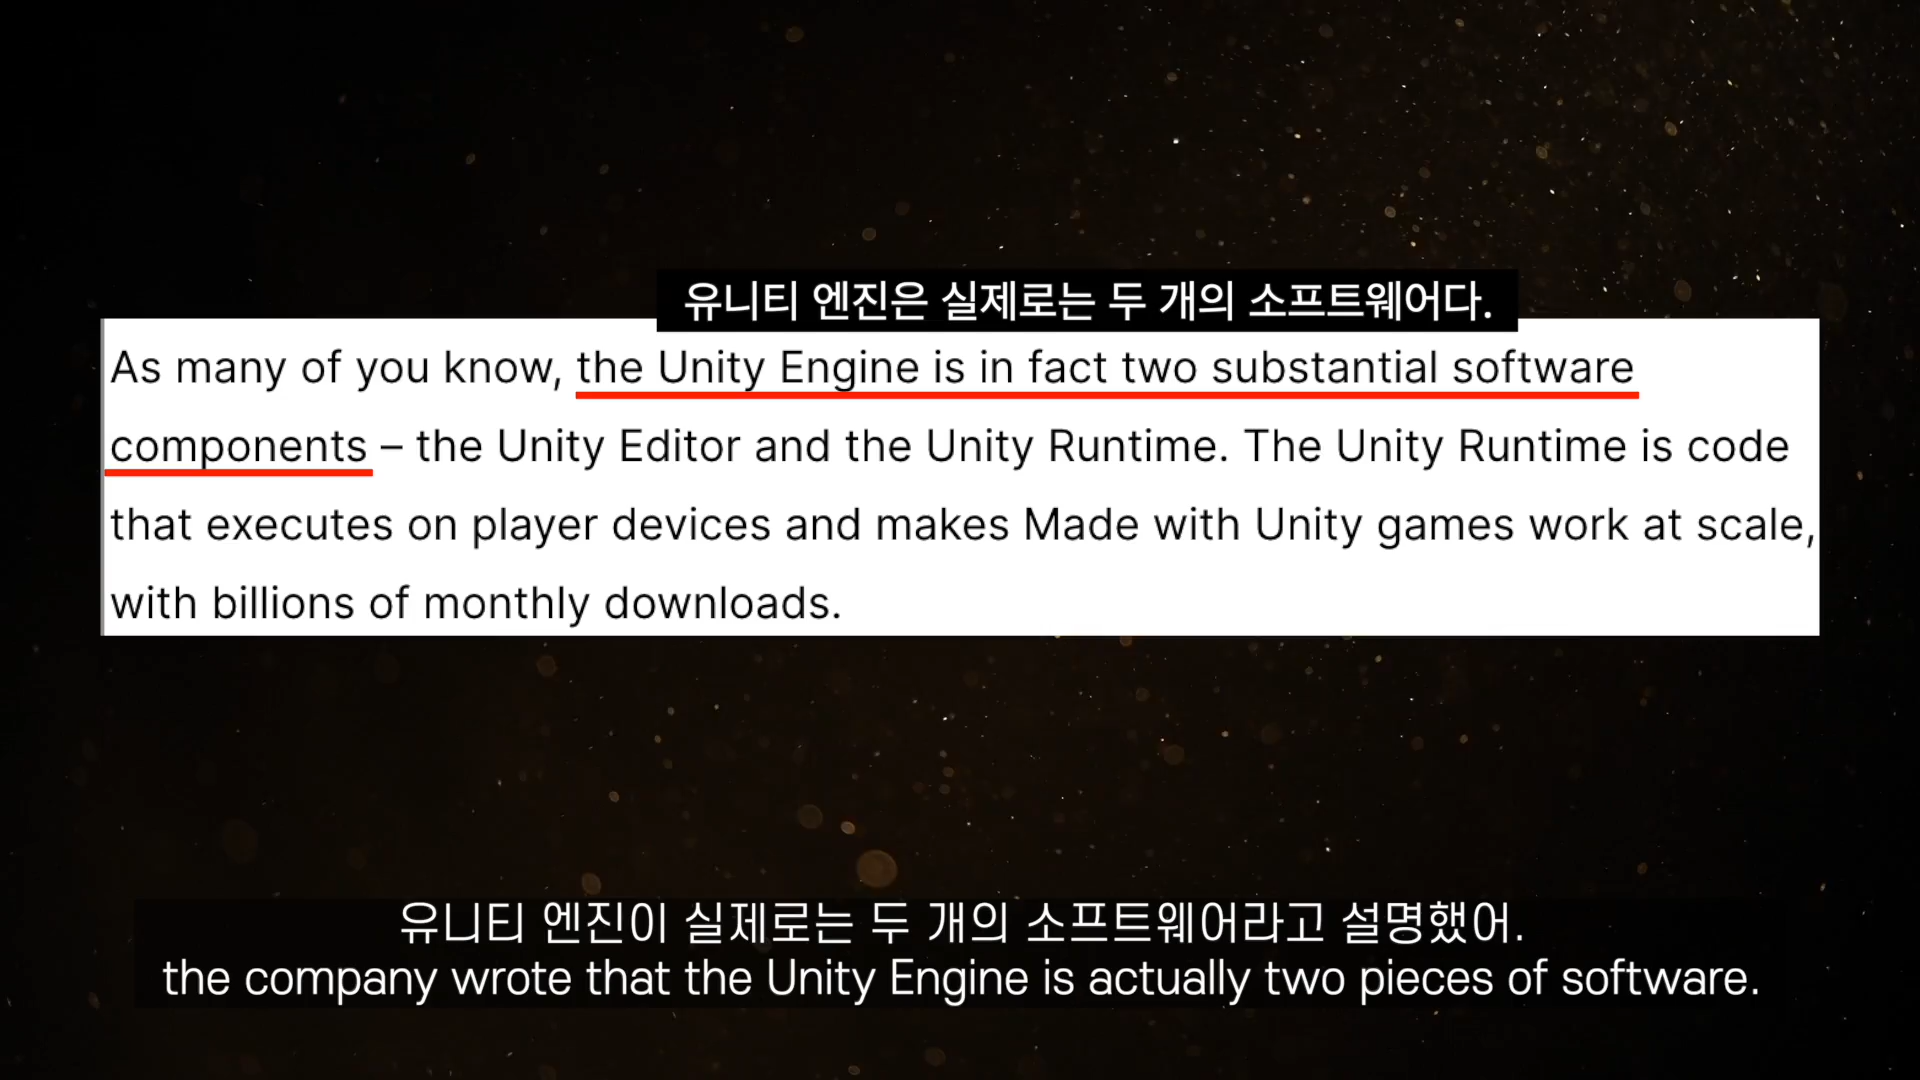 유니티 엔진은 실제로는 두 개의 소프트웨어다.
As many of you know, the Unity Engine is in fact two substantial software
components – the Unity Editor and the Unity Runtime. The Unity Runtime is code
that executes on player devices and makes Made with Unity games work at scale,
with billions of monthly downloads.
유니티 엔진이 실제로는 두 개의 소프트웨어라고 설명했어.
the company wrote that the Unity Engine is actually two pieces of software.